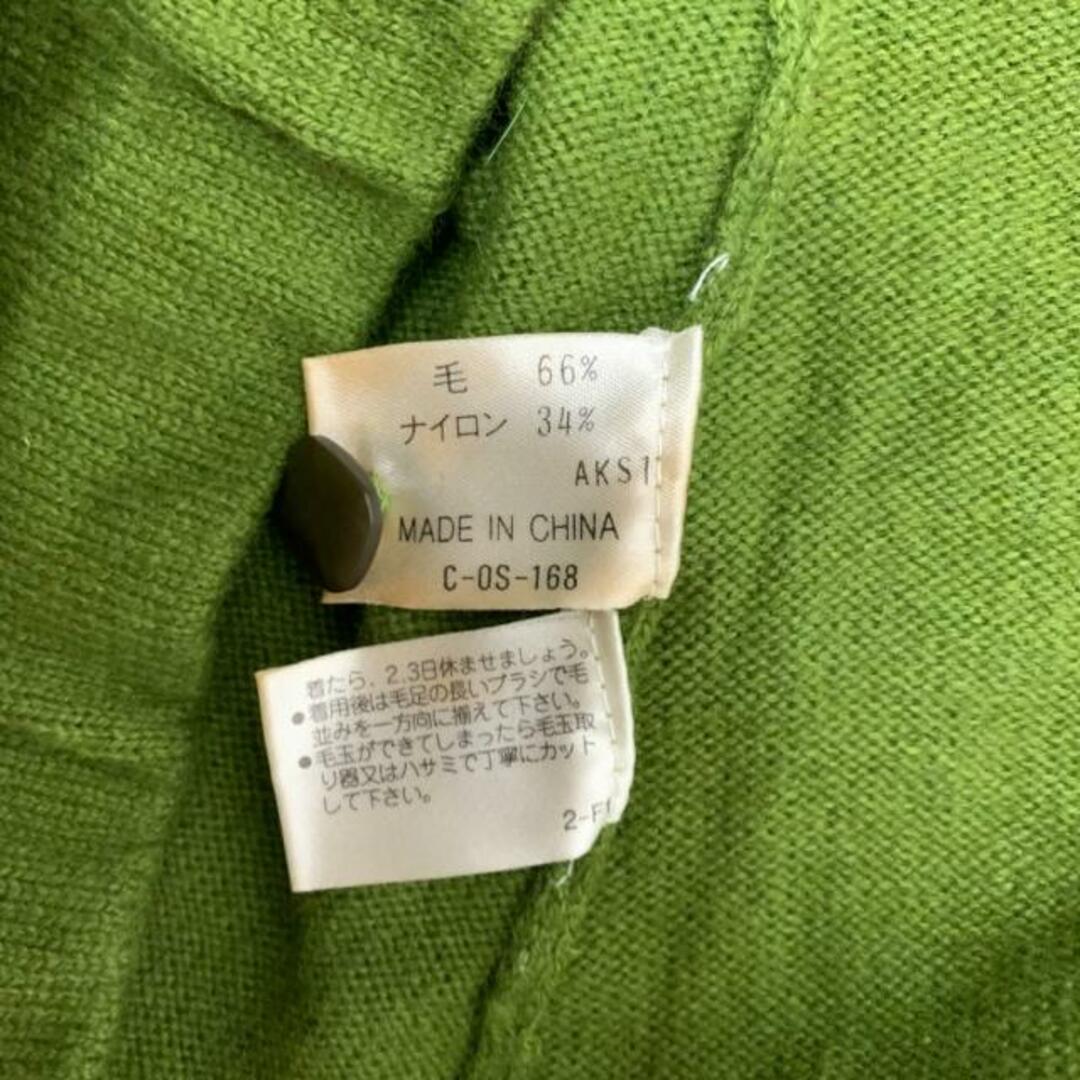 毛 66%
ナイロン 34%
AKS1
MADE IN CHINA
C-OS-168
着たら、2.3日休ませましょう。
●着用後は毛足の長いブラシで毛
並みを一方向に揃えて下さい。
●毛玉ができてしまったら毛玉取
り器又はハサミで丁寧にカット
して下さい。
2-F1